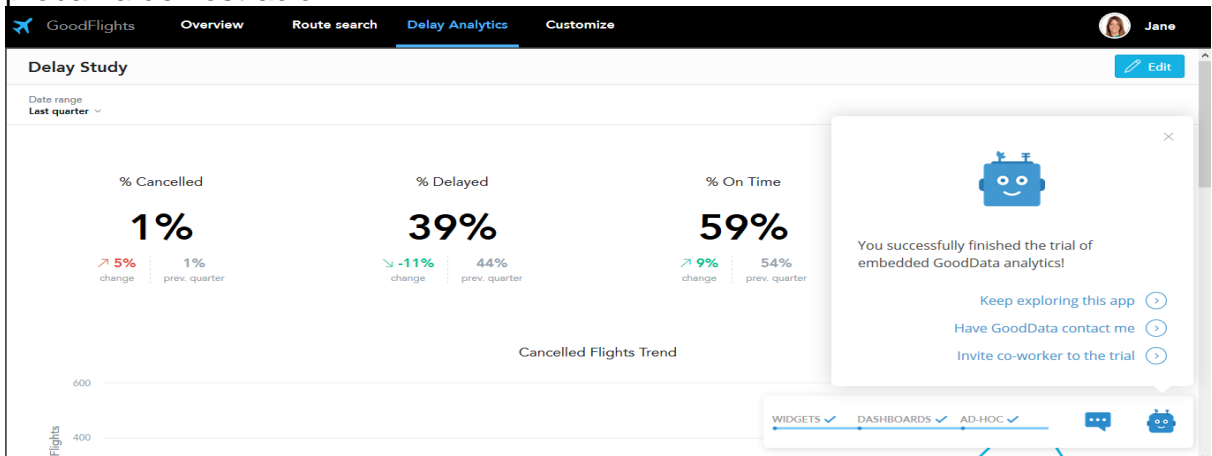 GoodFlights Overview Route search Delay Analytics Customize Jane
Delay Study Edit
Date range
Last quarter
% Cancelled % Delayed % On Time
1% 39% 59%
5% 1% -11% 44% 9% 54%
change prev. quarter change prev. quarter change prev. quarter
You successfully finished the trial of
embedded GoodData analytics!
Keep exploring this app
Have GoodData contact me
Invite co-worker to the trial
Cancelled Flights Trend
600
400
Flights
WIDGETS DASHBOARDS AD-HOC